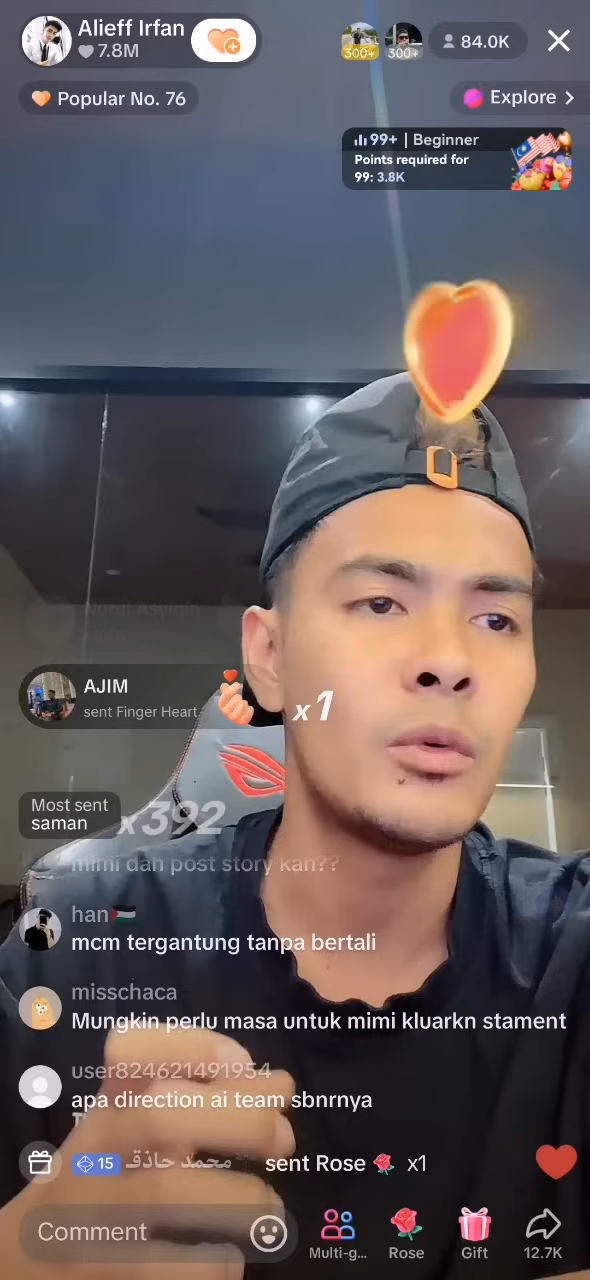 Alieff Irfan
7.8M
300+
300+
84.0K
Popular No. 76
Explore
99+ | Beginner
Points required for
99: 3.8K
Nurul Asyiqin
AJIM
sent Finger Heart
x1
Most sent
saman
x392
mimi dah post story kan??
han🇵🇸
mcm tergantung tanpa bertali
misschaca
Mungkin perlu masa untuk mimi kluarkn stament
user824621491954
apa direction ai team sbnrnya
15 محمد حاذق sent Rose 🌹 x1
Comment
Multi-g...
Rose
Gift
12.7K